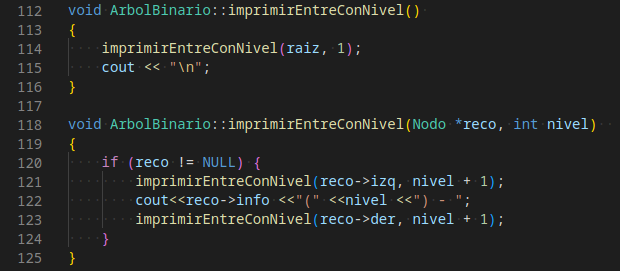 112 void ArbolBinario::imprimirEntreConNivel()
113 {
114     imprimirEntreConNivel(raiz, 1);
115     cout << "\n";
116 }
117
118 void ArbolBinario::imprimirEntreConNivel(Nodo *reco, int nivel)
119 {
120     if (reco != NULL) {
121         imprimirEntreConNivel(reco->izq, nivel + 1);
122         cout<<reco->info <<"(" <<nivel <<") - ";
123         imprimirEntreConNivel(reco->der, nivel + 1);
124     }
125 }